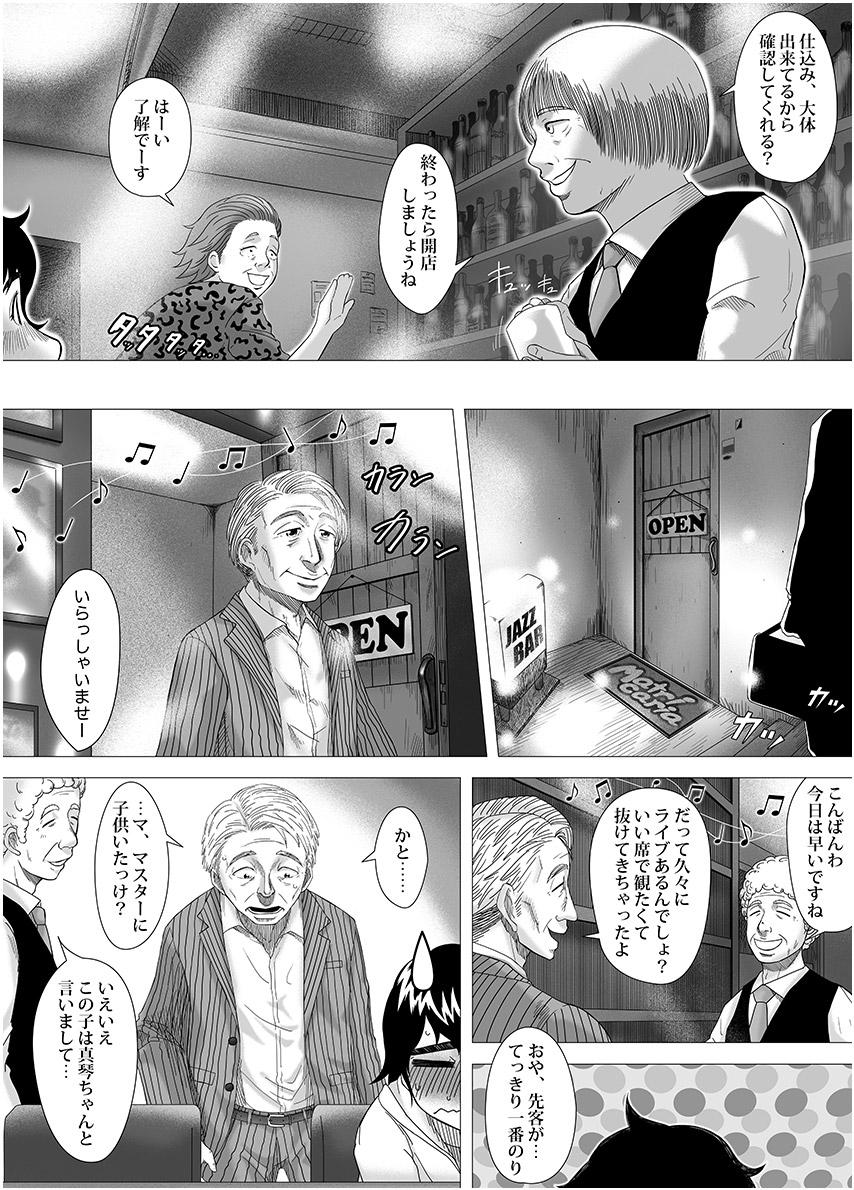 仕込み、大体
出来てるから
確認してくれる？
終わったら開店
しましょうね
はーい
了解でーす
キュッキュ
タッタタッタ…
OPEN
JAZZ
BAR
Matri
Caria
カッ
カッ
カラン
カラン
OPEN
いらっしゃいませー
こんばんわ
今日は早いですね
だって久々に
ライブあるんでしょ？
いい席で観たくて
抜けてきちゃったよ
おや、先客が…
てっきり一番のり
かと……
…マ、マスターに
子供いたっけ？
いえいえ
この子は真琴ちゃんと
言いまして…